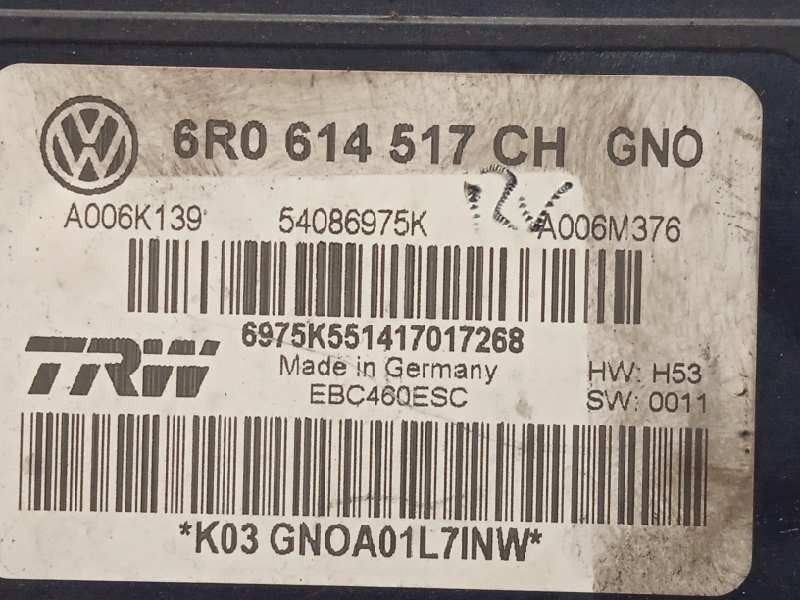 6R0 614 517 CH GNO
A006K139 54086975K A006M376
6975K551417017268
TRW Made in Germany HW: H53
EBC460ESC SW: 0011
*K03 GNOA01L7INW*